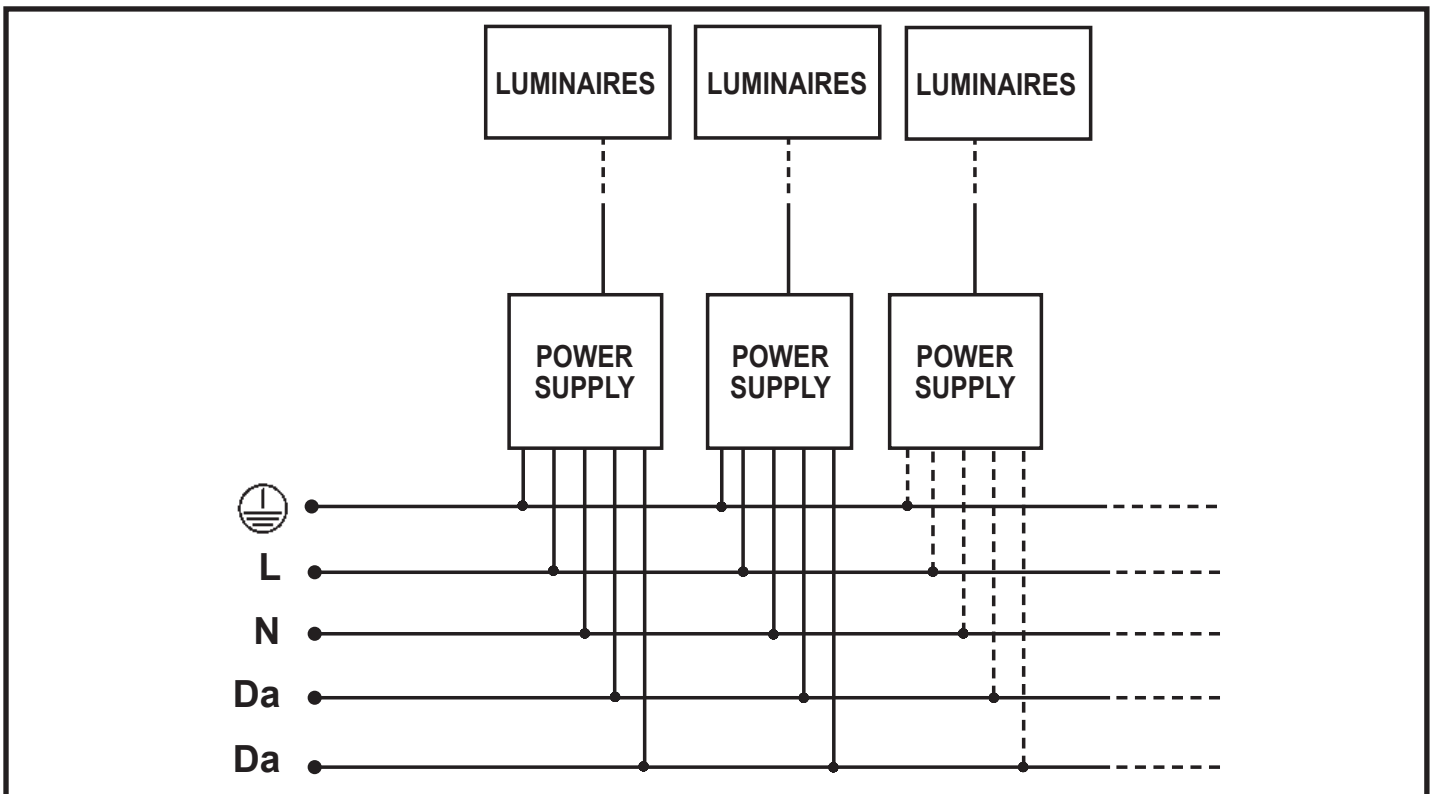 LUMINAIRES LUMINAIRES LUMINAIRES
POWER SUPPLY
POWER SUPPLY
POWER SUPPLY
L
N
Da
Da